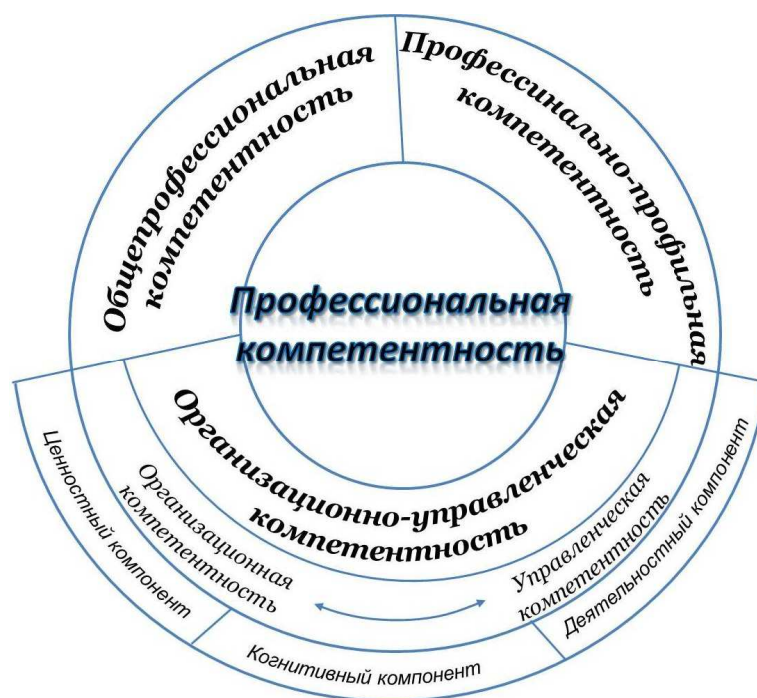 Общепрофессиональная
компетентность
Профессинально-профильная
компетентность
Профессиональная
компетентность
Организационно-управленческая
компетентность
Организационная
компетентность
Управленческая
компетентность
Ценностный компонент
Когнитивный компонент
Деятельностный компонент